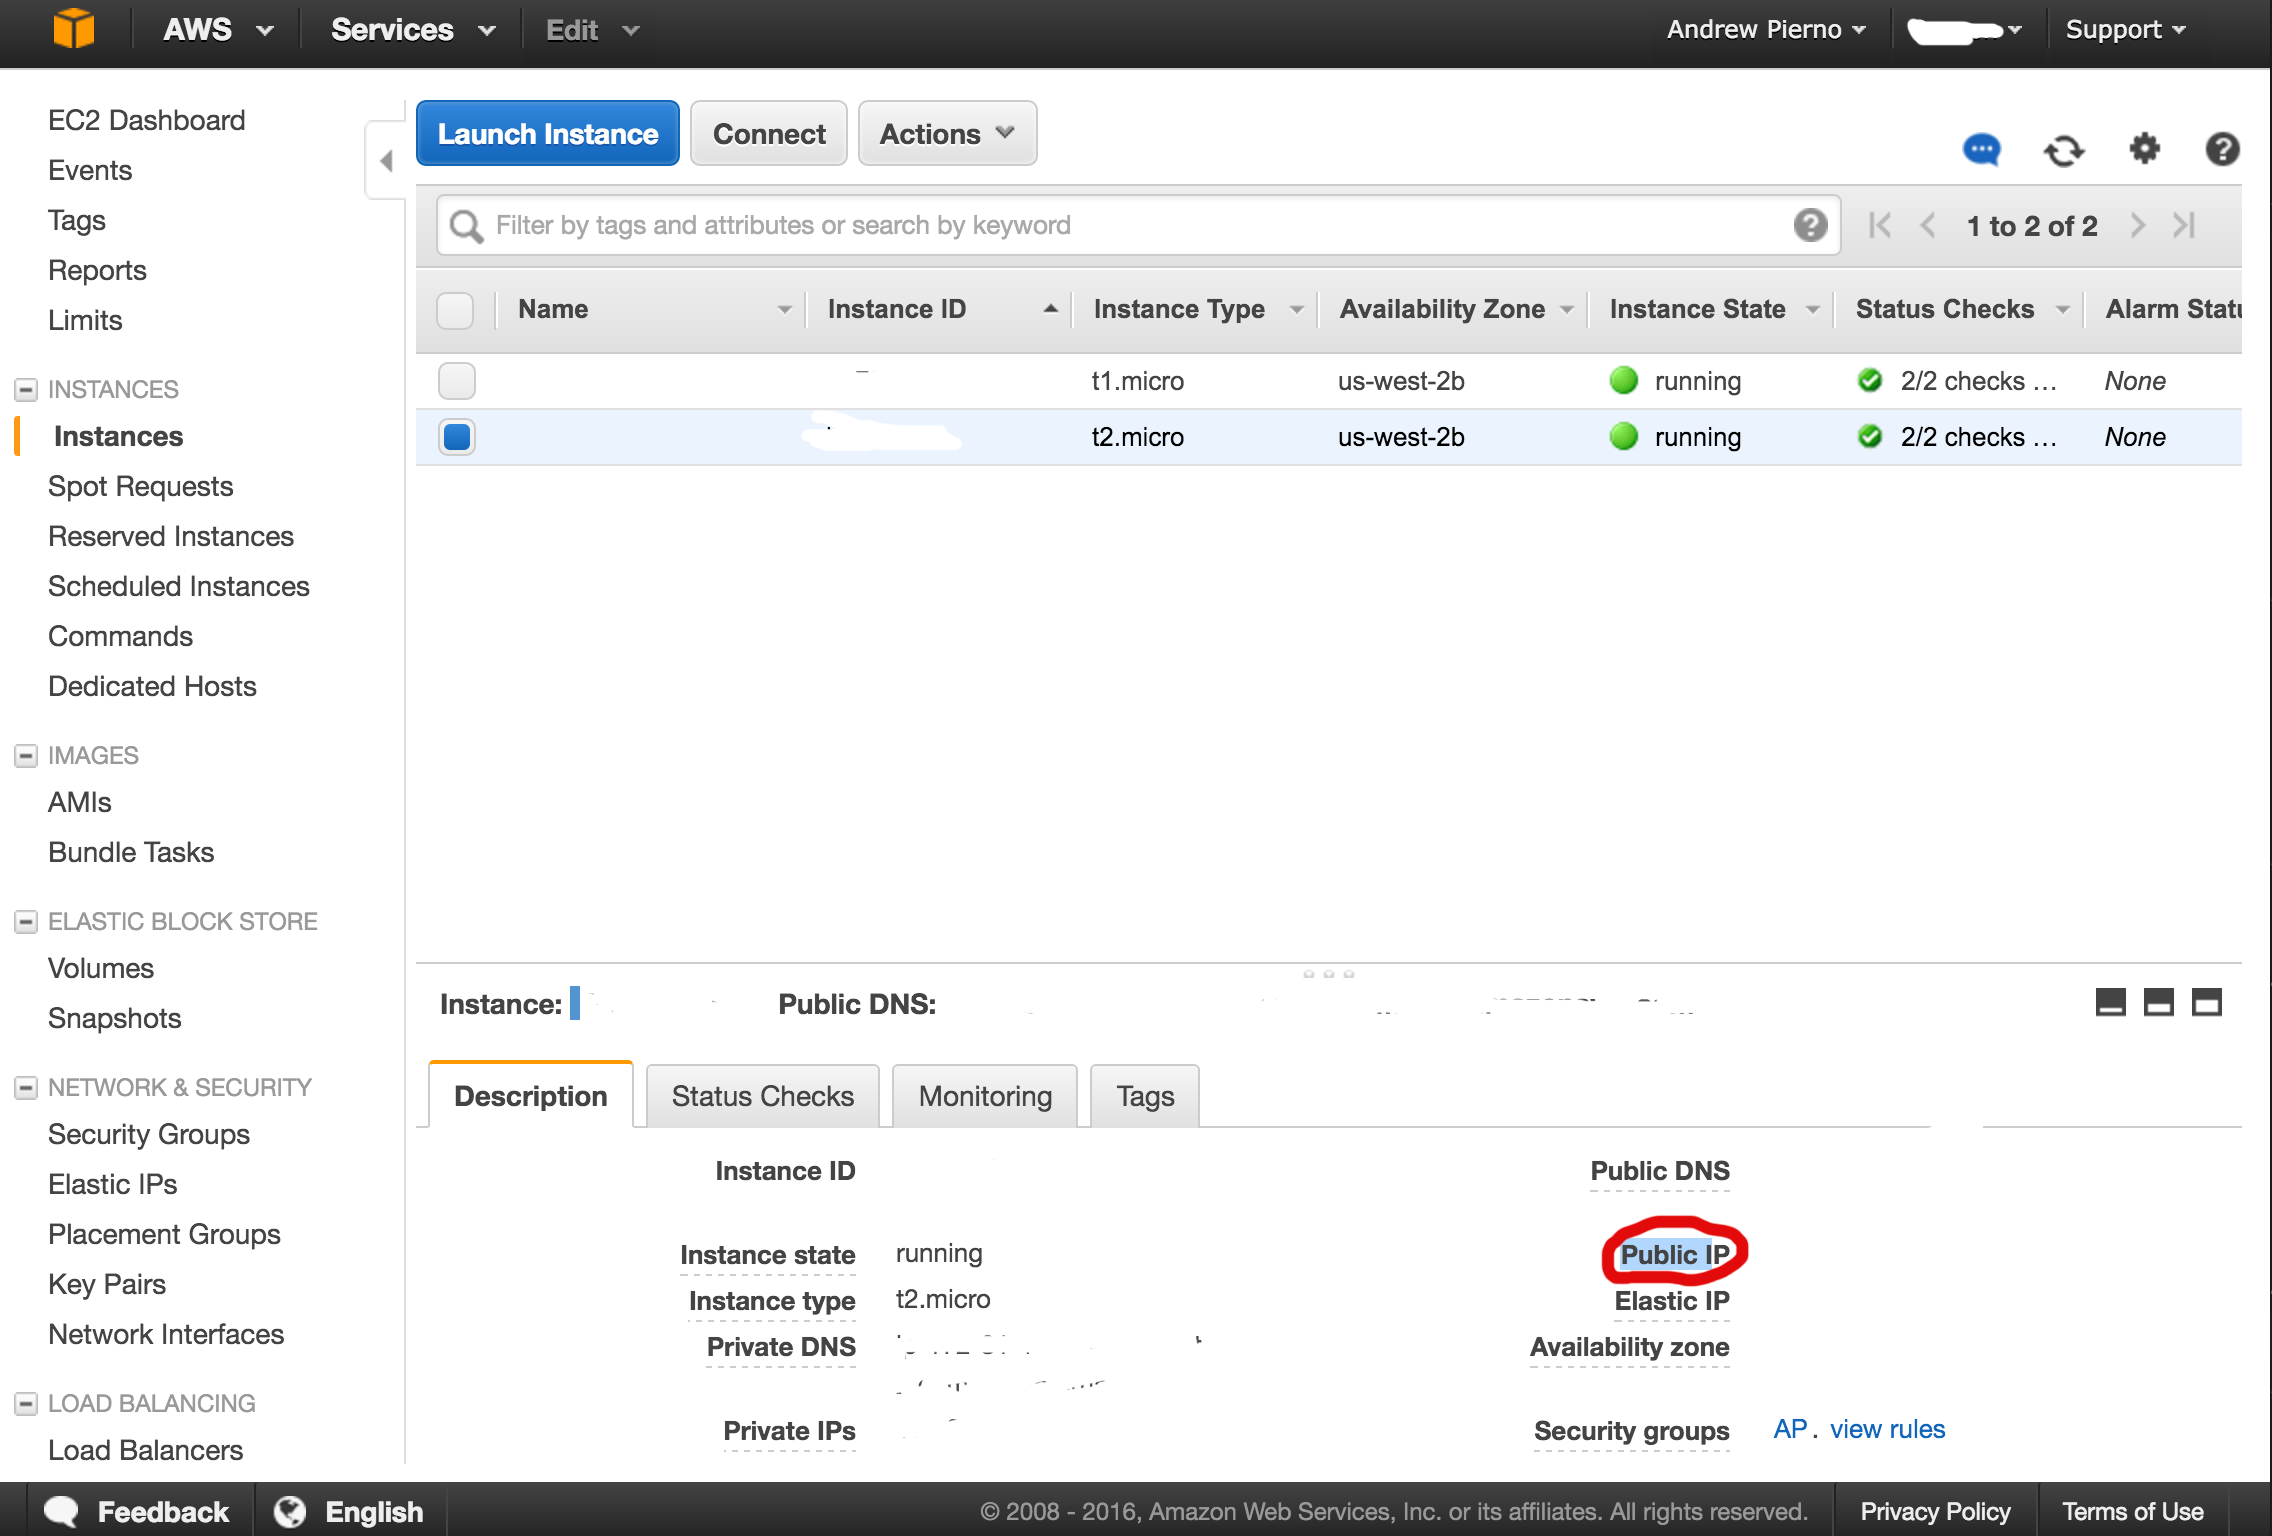 AWS Services Edit Andrew Pierno Support
EC2 Dashboard
Events
Tags
Reports
Limits
INSTANCES
Instances
Spot Requests
Reserved Instances
Scheduled Instances
Commands
Dedicated Hosts
IMAGES
AMIs
Bundle Tasks
ELASTIC BLOCK STORE
Volumes
Snapshots
NETWORK & SECURITY
Security Groups
Elastic IPs
Placement Groups
Key Pairs
Network Interfaces
LOAD BALANCING
Load Balancers
Launch Instance Connect Actions
Filter by tags and attributes or search by keyword 1 to 2 of 2
Name Instance ID Instance Type Availability Zone Instance State Status Checks Alarm Statu
t1.micro us-west-2b running 2/2 checks ... None
t2.micro us-west-2b running 2/2 checks ... None
Instance: Public DNS:
Description Status Checks Monitoring Tags
Instance ID Public DNS
Instance state running Public IP
Instance type t2.micro Elastic IP
Private DNS Availability zone
Private IPs Security groups AP. view rules
Feedback English © 2008 - 2016, Amazon Web Services, Inc. or its affiliates. All rights reserved. Privacy Policy Terms of Use